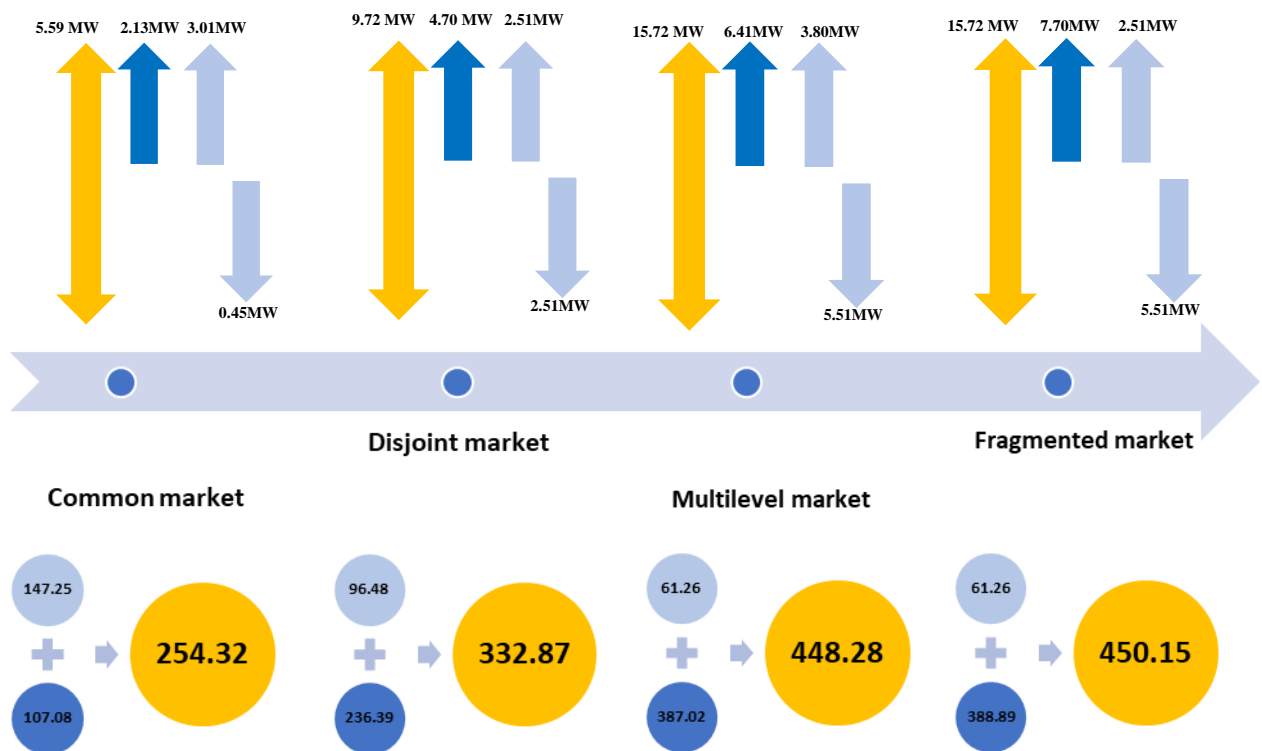 5.59 MW 2.13MW 3.01MW 9.72 MW 4.70 MW 2.51MW 15.72 MW 6.41MW 3.80MW 15.72 MW 7.70MW 2.51MW
0.45MW 2.51MW 5.51MW 5.51MW
Disjoint market Fragmented market
Common market Multilevel market
147.25 96.48 61.26 61.26
254.32 332.87 448.28 450.15
107.08 236.39 387.02 388.89